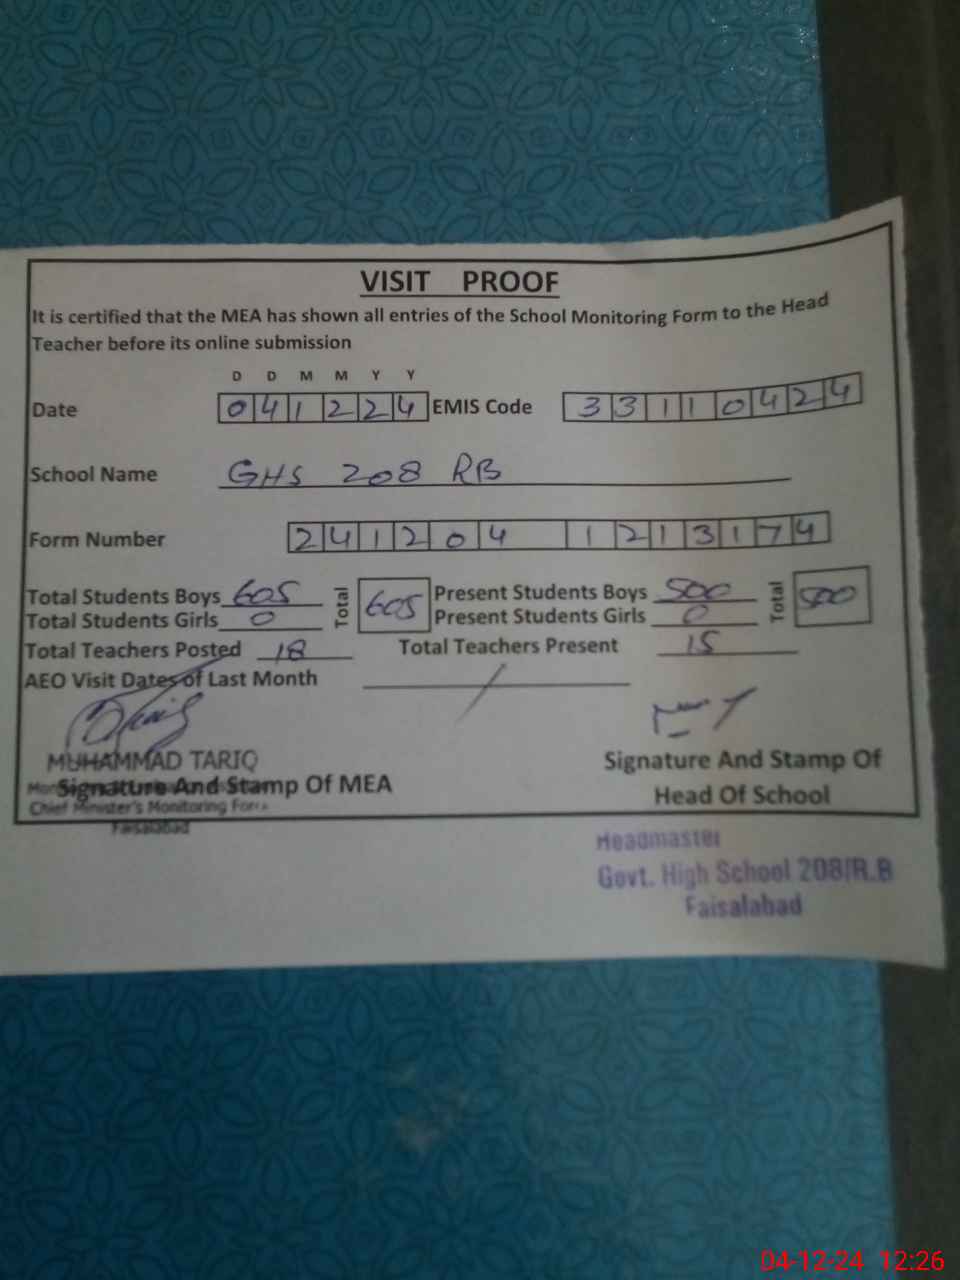 VISIT PROOF
It is certified that the MEA has shown all entries of the School Monitoring Form to the Head
Teacher before its online submission
D D M M Y Y
Date 041224 EMIS Code 33110424
School Name GHS 208 RB
Form Number 241204 1213174
Total Students Boys 605 Total 605 Present Students Boys 500 Total 500
Total Students Girls 0 Present Students Girls 0
Total Teachers Posted 18 Total Teachers Present 15
AEO Visit Dates of Last Month /
MUHAMMAD TARIQ
Signature And Stamp Of MEA
Chief Minister's Monitoring Force
Faisalabad
Signature And Stamp Of
Head Of School
Headmaster
Govt. High School 208/R.B
Faisalabad
04-12-24 12:26